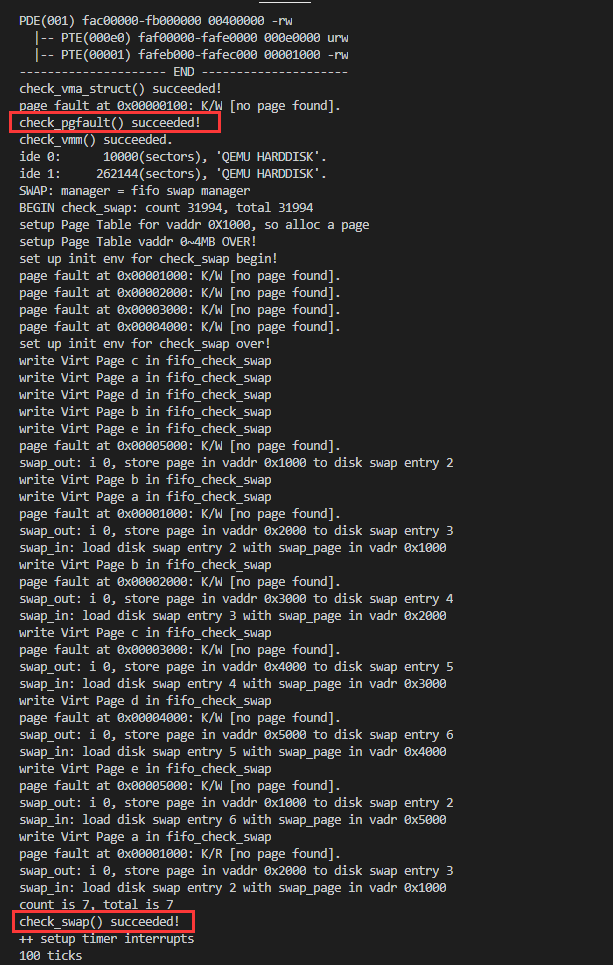 PDE(001) fac00000-fb000000 00400000 -rw
|-- PTE(000e0) faf00000-fafe0000 000e0000 urw
|-- PTE(00001) fafeb000-fafec000 00001000 -rw
--------------------- END ---------------------
check_vma_struct() succeeded!
page fault at 0x00000100: K/W [no page found].
check_pgfault() succeeded!
check_vmm() succeeded.
ide 0:      10000(sectors), 'QEMU HARDDISK'.
ide 1:     262144(sectors), 'QEMU HARDDISK'.
SWAP: manager = fifo swap manager
BEGIN check_swap: count 31994, total 31994
setup Page Table for vaddr 0X1000, so alloc a page
setup Page Table vaddr 0~4MB OVER!
set up init env for check_swap begin!
page fault at 0x00001000: K/W [no page found].
page fault at 0x00002000: K/W [no page found].
page fault at 0x00003000: K/W [no page found].
page fault at 0x00004000: K/W [no page found].
set up init env for check_swap over!
write Virt Page c in fifo_check_swap
write Virt Page a in fifo_check_swap
write Virt Page d in fifo_check_swap
write Virt Page b in fifo_check_swap
write Virt Page e in fifo_check_swap
page fault at 0x00005000: K/W [no page found].
swap_out: i 0, store page in vaddr 0x1000 to disk swap entry 2
write Virt Page b in fifo_check_swap
write Virt Page a in fifo_check_swap
page fault at 0x00001000: K/W [no page found].
swap_out: i 0, store page in vaddr 0x2000 to disk swap entry 3
swap_in: load disk swap entry 2 with swap_page in vadr 0x1000
write Virt Page b in fifo_check_swap
page fault at 0x00002000: K/W [no page found].
swap_out: i 0, store page in vaddr 0x3000 to disk swap entry 4
swap_in: load disk swap entry 3 with swap_page in vadr 0x2000
write Virt Page c in fifo_check_swap
page fault at 0x00003000: K/W [no page found].
swap_out: i 0, store page in vaddr 0x4000 to disk swap entry 5
swap_in: load disk swap entry 4 with swap_page in vadr 0x3000
write Virt Page d in fifo_check_swap
page fault at 0x00004000: K/W [no page found].
swap_out: i 0, store page in vaddr 0x5000 to disk swap entry 6
swap_in: load disk swap entry 5 with swap_page in vadr 0x4000
write Virt Page e in fifo_check_swap
page fault at 0x00005000: K/W [no page found].
swap_out: i 0, store page in vaddr 0x1000 to disk swap entry 2
swap_in: load disk swap entry 6 with swap_page in vadr 0x5000
write Virt Page a in fifo_check_swap
page fault at 0x00001000: K/R [no page found].
swap_out: i 0, store page in vaddr 0x2000 to disk swap entry 3
swap_in: load disk swap entry 2 with swap_page in vadr 0x1000
count is 7, total is 7
check_swap() succeeded!
++ setup timer interrupts
100 ticks